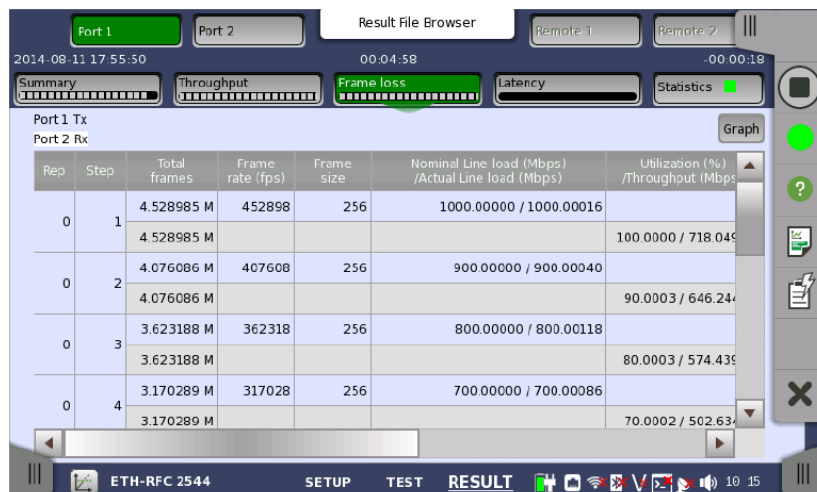 Port 1
Port 2
Result File Browser
Remote 1
Remote 2
2014-08-11 17:55:50
00:04:58
-00:00:18
Summary
Throughput
Frame loss
Latency
Statistics
Port 1 Tx
Port 2 Rx
Graph
Rep Step Total frames Frame rate (fps) Frame size Nominal Line load (Mbps) /Actual Line load (Mbps) Utilization (%) /Throughput (Mbps
0 1 4.528985 M 452898 256 1000.00000 / 1000.00016
4.528985 M 100.0000 / 718.049
0 2 4.076086 M 407608 256 900.00000 / 900.00040
4.076086 M 90.0003 / 646.244
0 3 3.623188 M 362318 256 800.00000 / 800.00118
3.623188 M 80.0003 / 574.439
0 4 3.170289 M 317028 256 700.00000 / 700.00086
3.170289 M 70.0002 / 502.634
ETH-RFC 2544
SETUP
TEST
RESULT
10 15